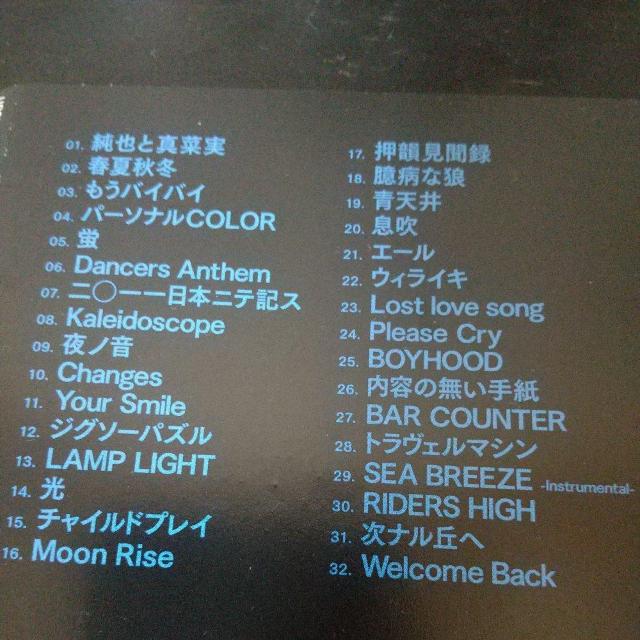 01. 純也と真菜実
02. 春夏秋冬
03. もうバイバイ
04. パーソナルCOLOR
05. 蛍
06. Dancers Anthem
07. 二〇一一日本ニテ記ス
08. Kaleidoscope
09. 夜ノ音
10. Changes
11. Your Smile
12. ジグソーパズル
13. LAMP LIGHT
14. 光
15. チャイルドプレイ
16. Moon Rise
17. 押韻見聞録
18. 臆病な狼
19. 青天井
20. 息吹
21. エール
22. ウィライキ
23. Lost love song
24. Please Cry
25. BOYHOOD
26. 内容の無い手紙
27. BAR COUNTER
28. トラヴェルマシン
29. SEA BREEZE -Instrumental-
30. RIDERS HIGH
31. 次ナル丘へ
32. Welcome Back